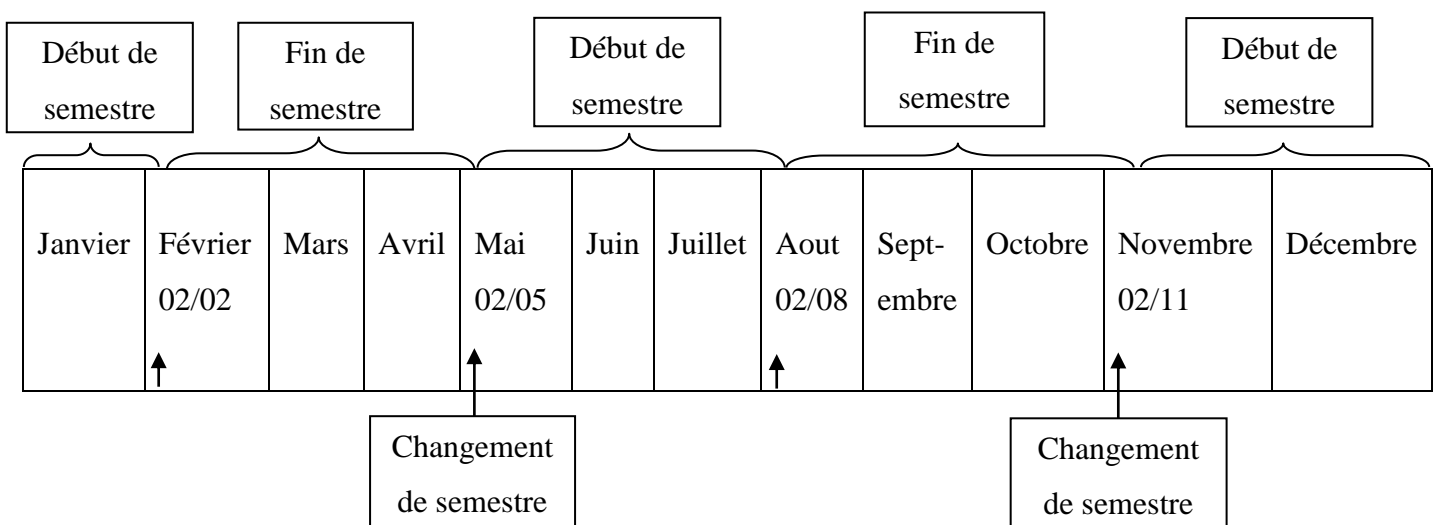 Début de
semestre
Fin de
semestre
Début de
semestre
Fin de
semestre
Début de
semestre
Janvier
Février
02/02
Mars
Avril
Mai
02/05
Juin
Juillet
Aout
02/08
Sept-
embre
Octobre
Novembre
02/11
Décembre
Changement
de semestre
Changement
de semestre